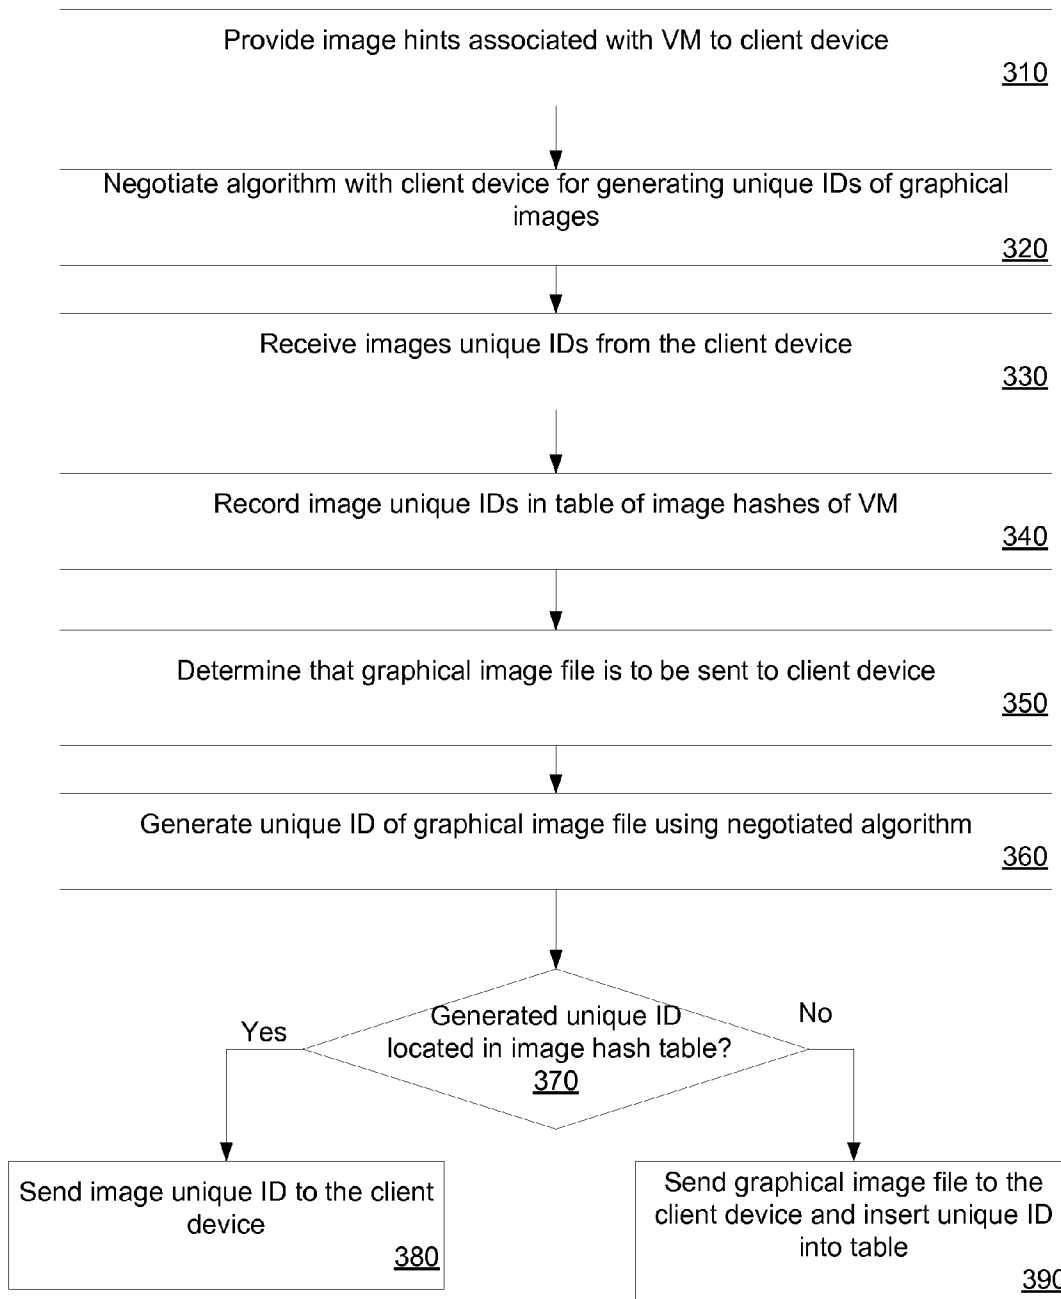 Provide image hints associated with VM to client device
310
Negotiate algorithm with client device for generating unique IDs of graphical
images
320
Receive images unique IDs from the client device
330
Record image unique IDs in table of image hashes of VM
340
Determine that graphical image file is to be sent to client device
350
Generate unique ID of graphical image file using negotiated algorithm
360
Generated unique ID
located in image hash table?
370
Yes
No
Send image unique ID to the client
device
380
Send graphical image file to the
client device and insert unique ID
into table
390